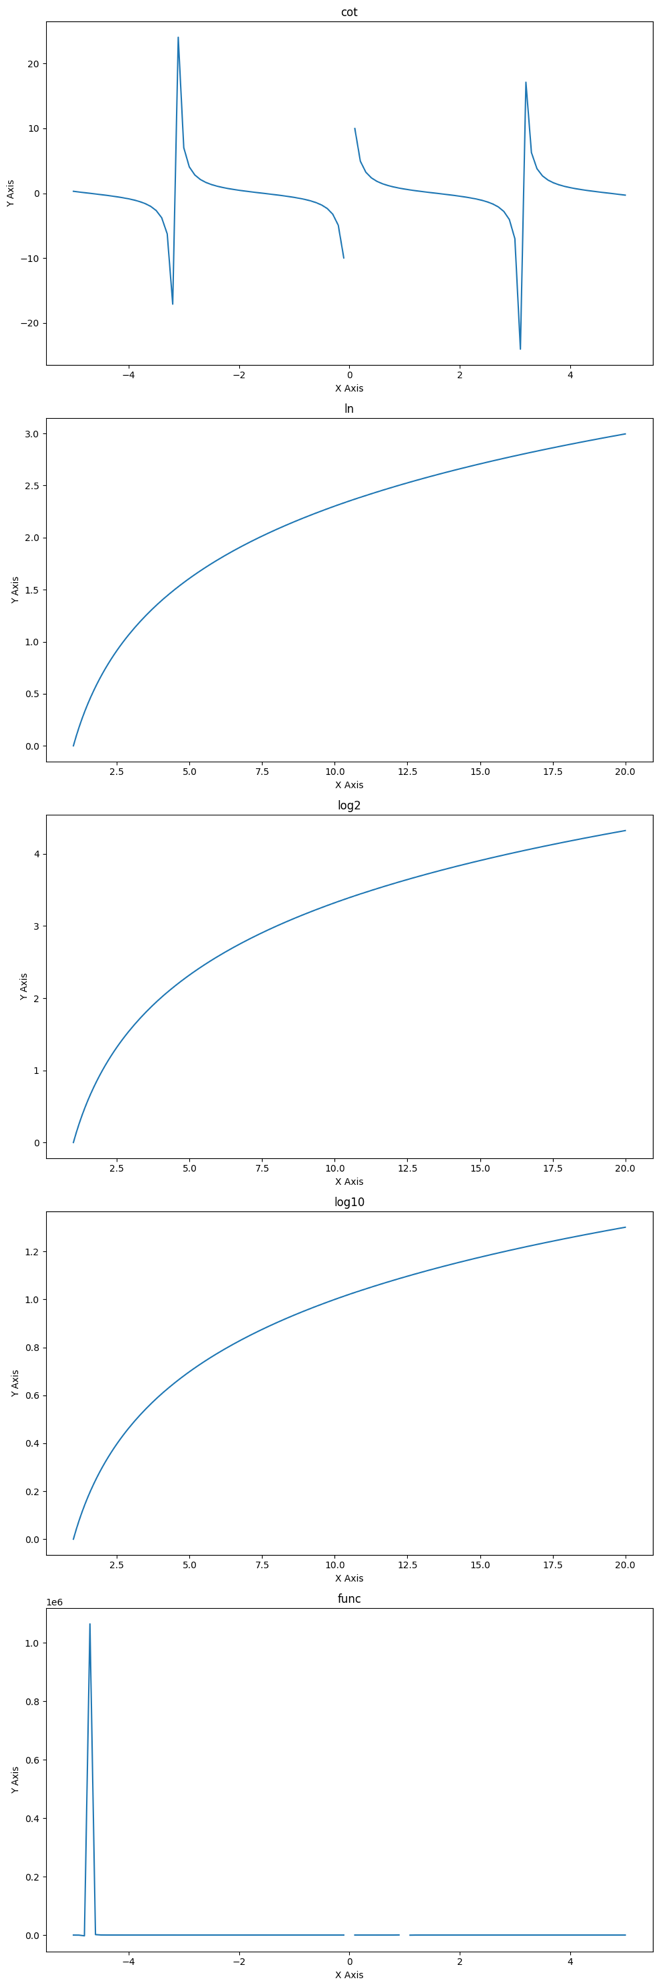 cot
20
10
0
−10
−20
Y Axis
−4 −2 0 2 4
X Axis
ln
3.0
2.5
2.0
1.5
1.0
0.5
0.0
Y Axis
2.5 5.0 7.5 10.0 12.5 15.0 17.5 20.0
X Axis
log2
4
3
2
1
0
Y Axis
2.5 5.0 7.5 10.0 12.5 15.0 17.5 20.0
X Axis
log10
1.2
1.0
0.8
0.6
0.4
0.2
0.0
Y Axis
2.5 5.0 7.5 10.0 12.5 15.0 17.5 20.0
X Axis
func
1e6
1.0
0.8
0.6
0.4
0.2
0.0
Y Axis
−4 −2 0 2 4
X Axis